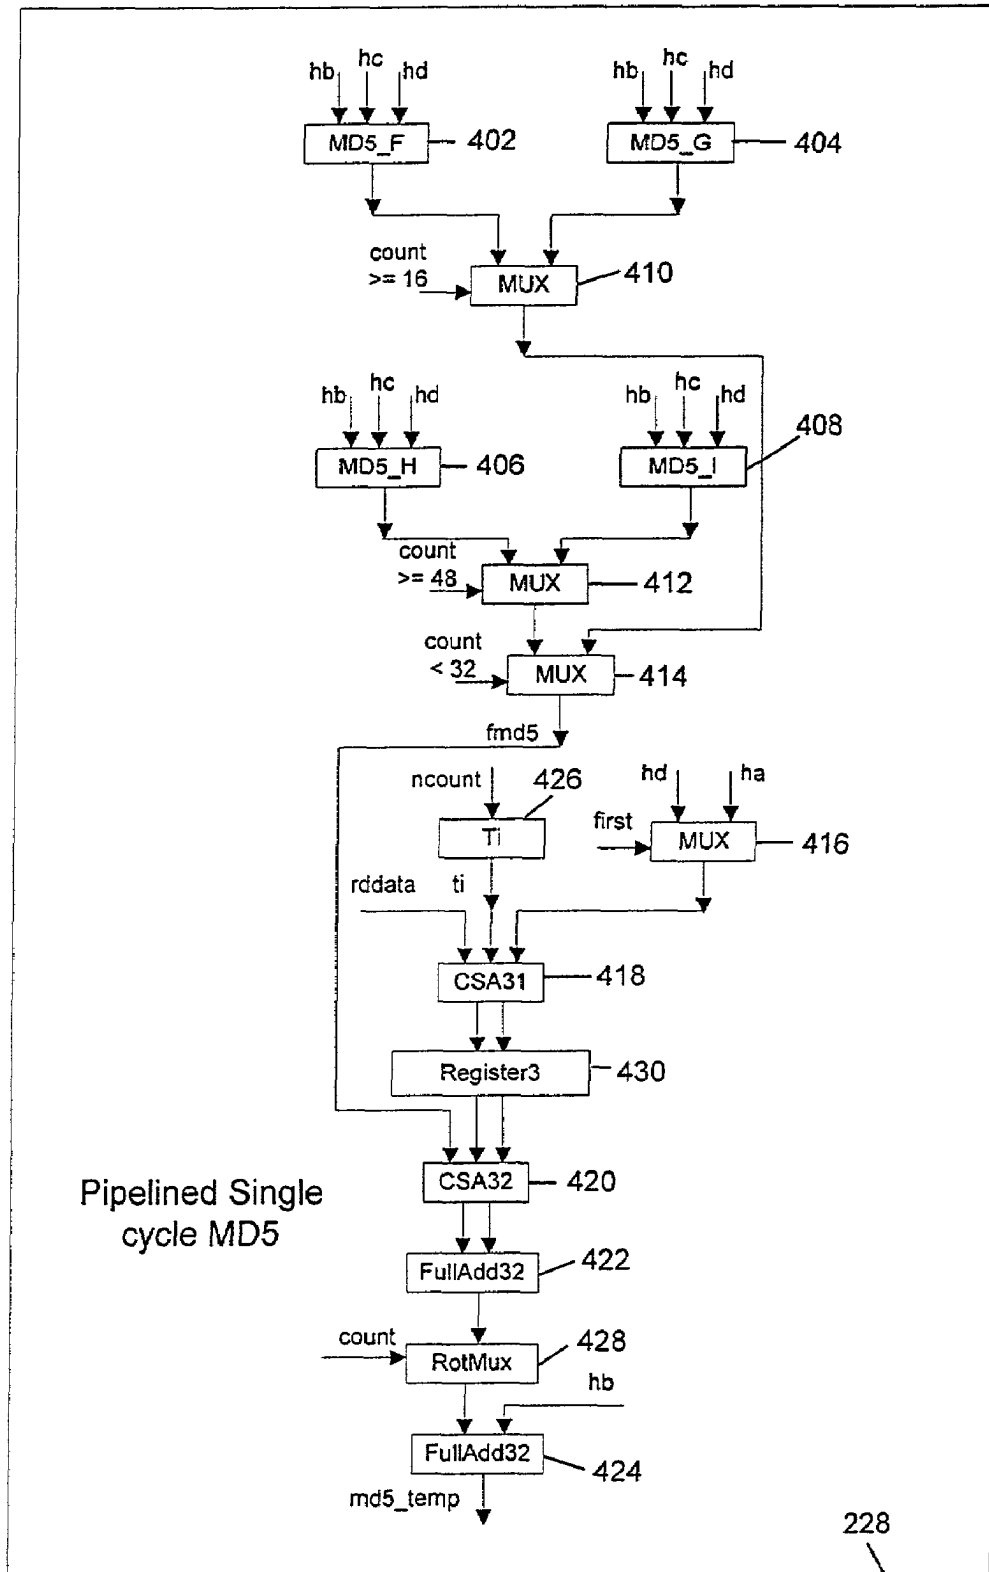 hb hc hd hb hc hd
MD5_F 402 MD5_G 404
count
>= 16 MUX 410
hb hc hd hb hc hd
408
MD5_H 406 MD5_I
count
>= 48 MUX 412
count
< 32 MUX 414
fmd5
ncount 426 hd ha
first
Ti MUX 416
rddata ti
CSA31 418
Register3 430
CSA32 420
Pipelined Single
cycle MD5
FullAdd32 422
count 428
RotMux
hb
FullAdd32 424
md5_temp
228